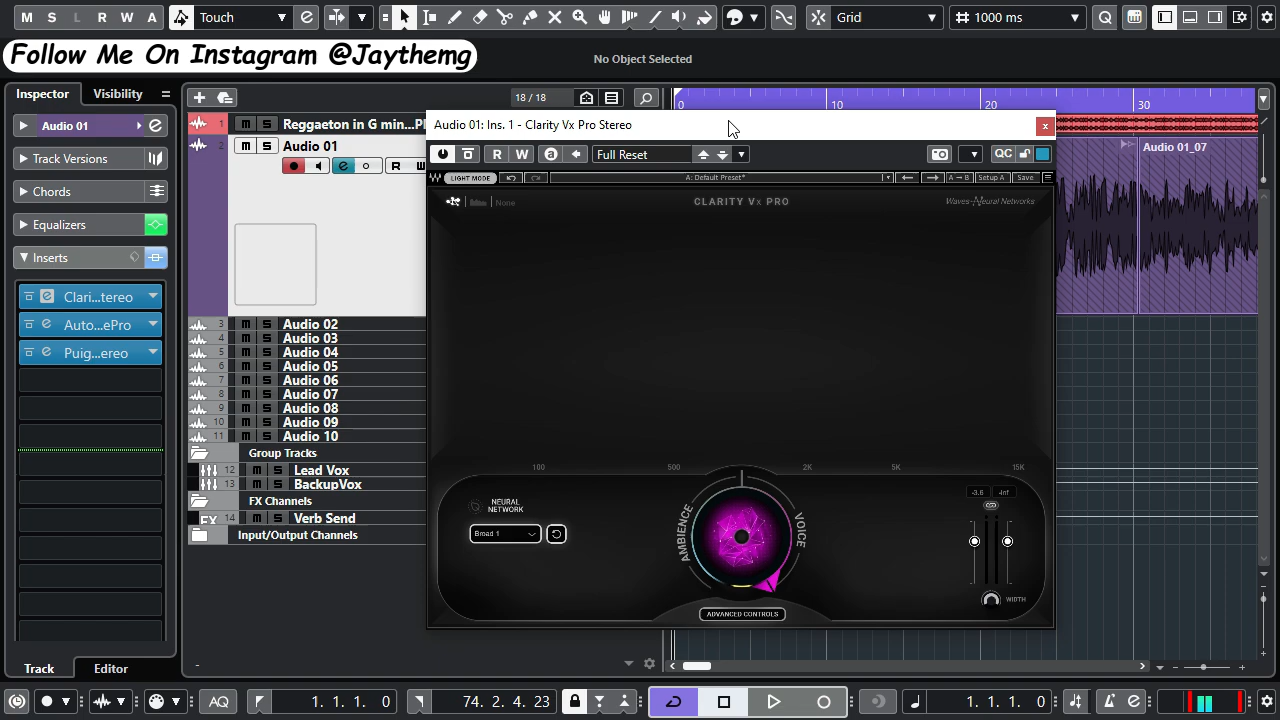 M S L R W A Touch Grid 1000 ms
Follow Me On Instagram @Jaythemg
No Object Selected
Inspector Visibility
18 / 18
0 10 20 30
Audio 01
1 m S Reggaeton in G min...Pl
2 m S Audio 01
R W
Audio 01: Ins. 1 - Clarity Vx Pro Stereo
x
R W a Full Reset QC
LIGHT MODE A: Default Preset* A → B Setup A Save
None CLARITY Vx PRO Waves Neural Networks
Audio 01_07
Track Versions
Chords
Equalizers
Inserts
Clari...tereo
Auto...ePro
Puig...ereo
3 m S Audio 02
4 m S Audio 03
5 m S Audio 04
6 m S Audio 05
7 m S Audio 06
8 m S Audio 07
9 m S Audio 08
10 m S Audio 09
11 m S Audio 10
Group Tracks
12 m S Lead Vox
13 m S BackupVox
FX Channels
FX 14 m S Verb Send
Input/Output Channels
100 500 2K 5K 15K
NEURAL
NETWORK
Broad 1
AMBIENCE
VOICE
-3.6 -Inf
WIDTH
ADVANCED CONTROLS
Track Editor
-
AQ 1. 1. 1. 0 74. 2. 4. 23 1. 1. 1. 0